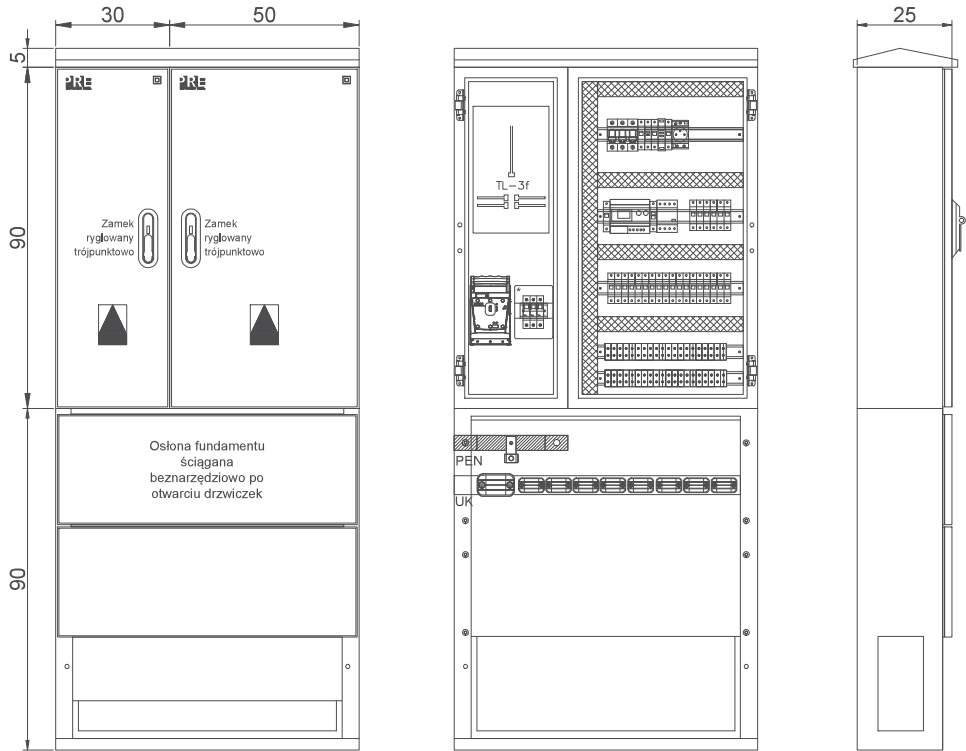 30
50
25
5
PRE
PRE
TL-3f
90
Zamek
ryglowany
trójpunktowo
Zamek
ryglowany
trójpunktowo
*
Osłona fundamentu
ściągana
beznarzędziowo po
otwarciu drzwiczek
PEN
UK
90